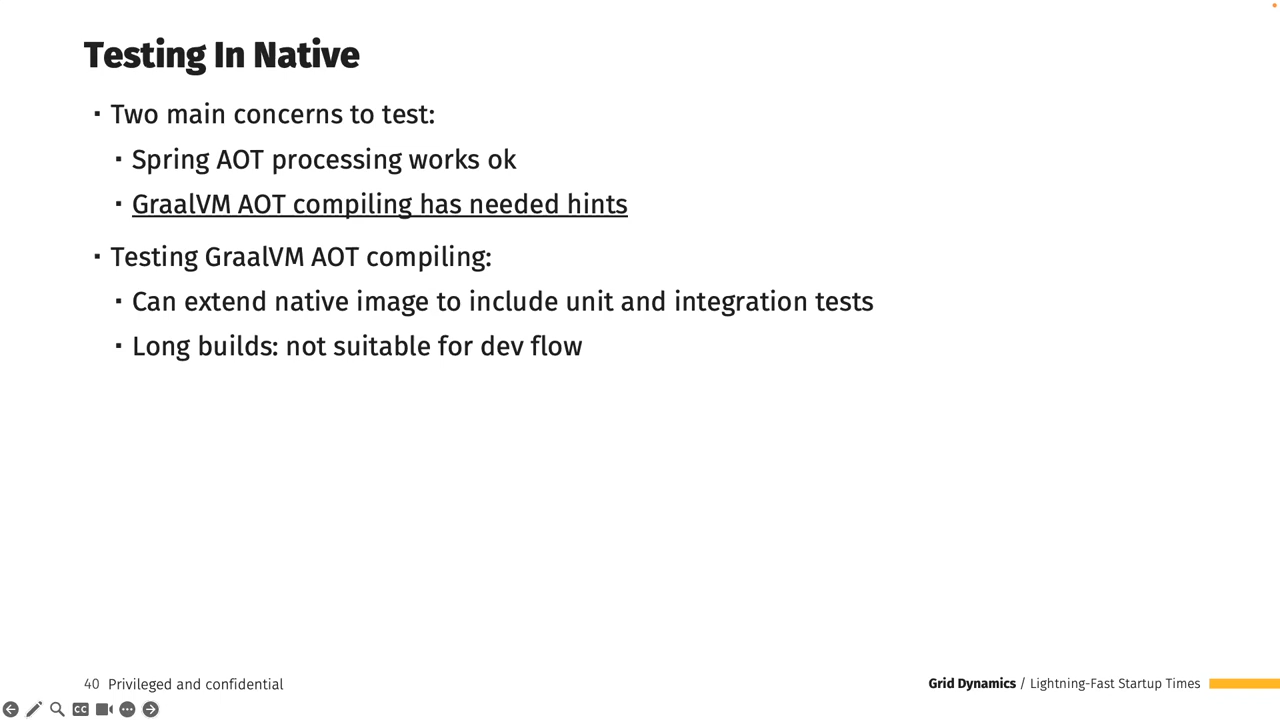 Testing In Native
▪ Two main concerns to test:
▪ Spring AOT processing works ok
▪ GraalVM AOT compiling has needed hints
▪ Testing GraalVM AOT compiling:
▪ Can extend native image to include unit and integration tests
▪ Long builds: not suitable for dev flow
40 Privileged and confidential
Grid Dynamics / Lightning-Fast Startup Times
CC